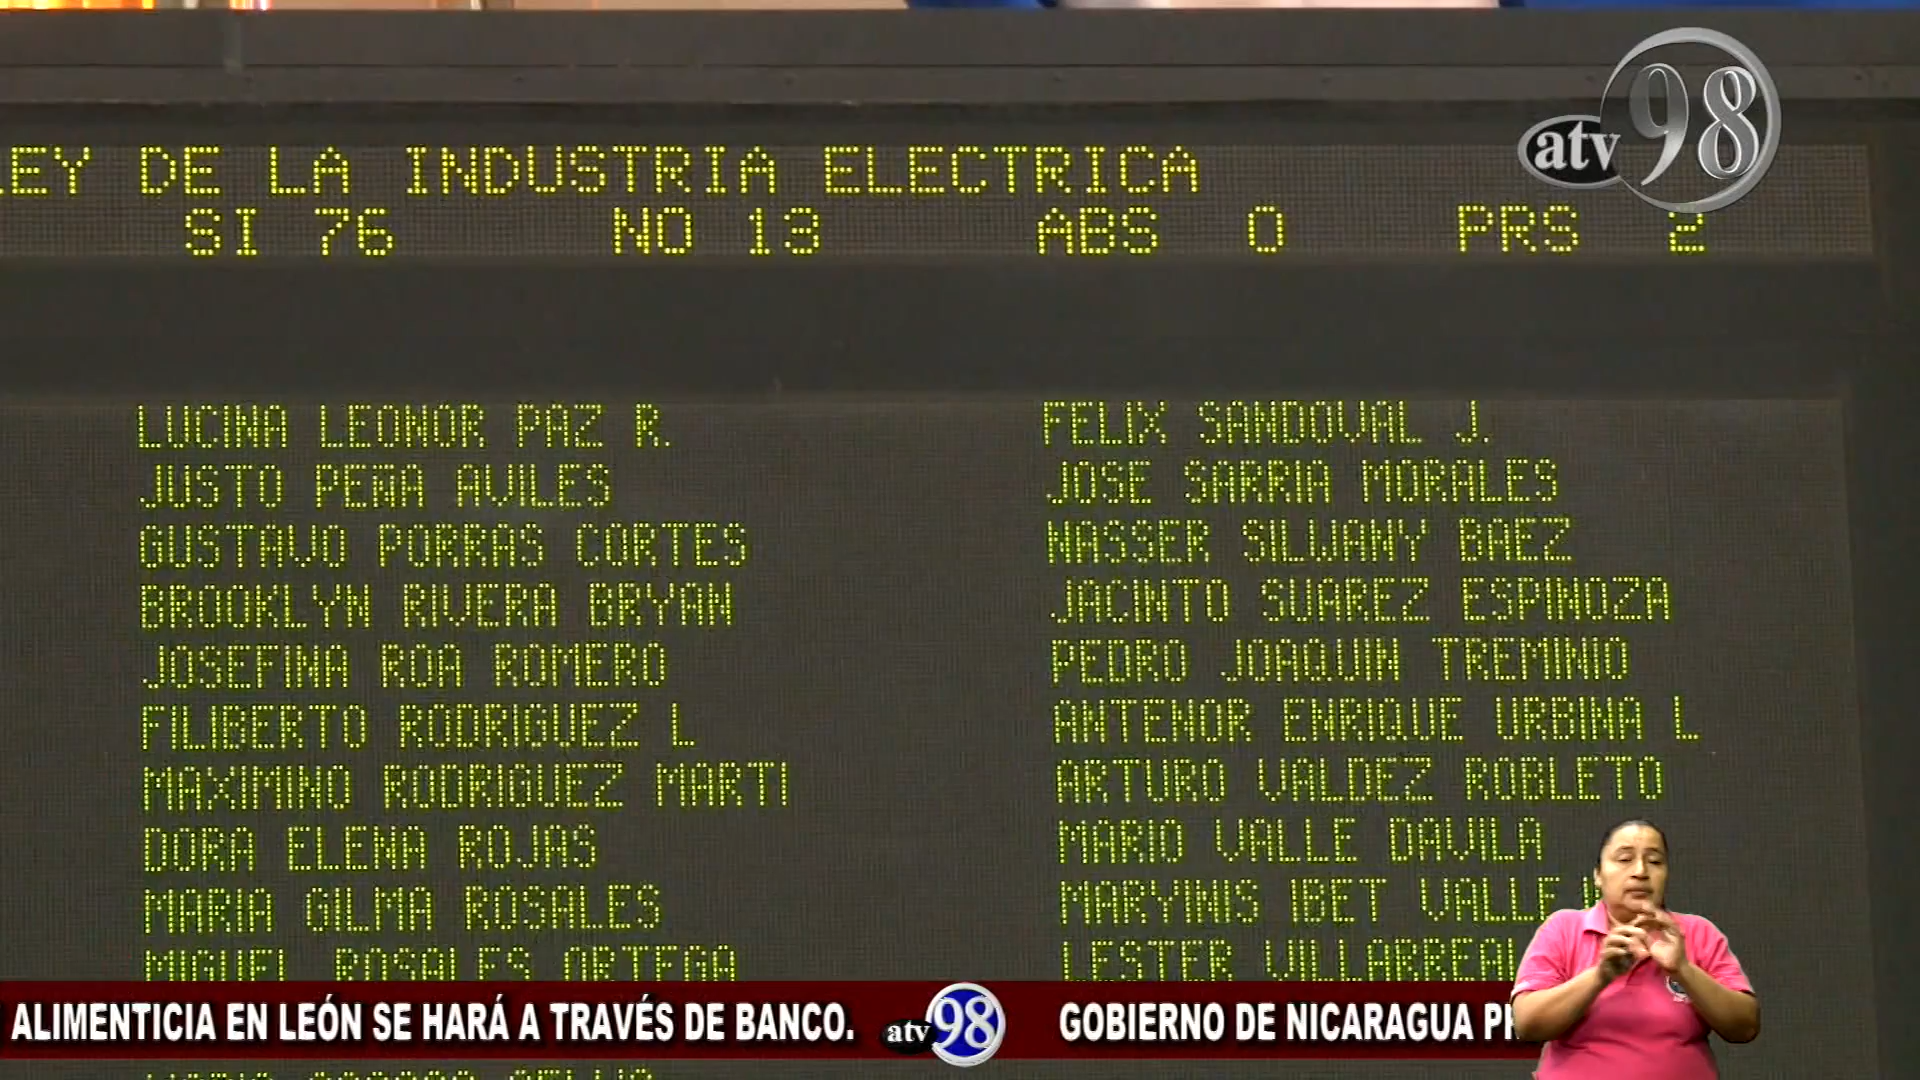 LEY DE LA INDUSTRIA ELECTRICA
SI 76 NO 13 ABS 0 PRS 2
atv 98
LUCINA LEONOR PAZ R.
JUSTO PEÑA AVILES
GUSTAVO PORRAS CORTES
BROOKLYN RIVERA BRYAN
JOSEFINA ROA ROMERO
FILIBERTO RODRIGUEZ L
MAXIMINO RODRIGUEZ MARTI
DORA ELENA ROJAS
MARIA GILMA ROSALES
MIGUEL ROSALES ORTEGA
FELIX SANDOVAL J.
JOSE SARRIA MORALES
NASSER SILWANY BAEZ
JACINTO SUAREZ ESPINOZA
PEDRO JOAQUIN TREMINIO
ANTENOR ENRIQUE URBINA L
ARTURO VALDEZ ROBLETO
MARIO VALLE DAVILA
MARYINIS IBET VALLE
LESTER VILLARREAL
ALIMENTICIA EN LEÓN SE HARÁ A TRAVÉS DE BANCO. atv 98 GOBIERNO DE NICARAGUA